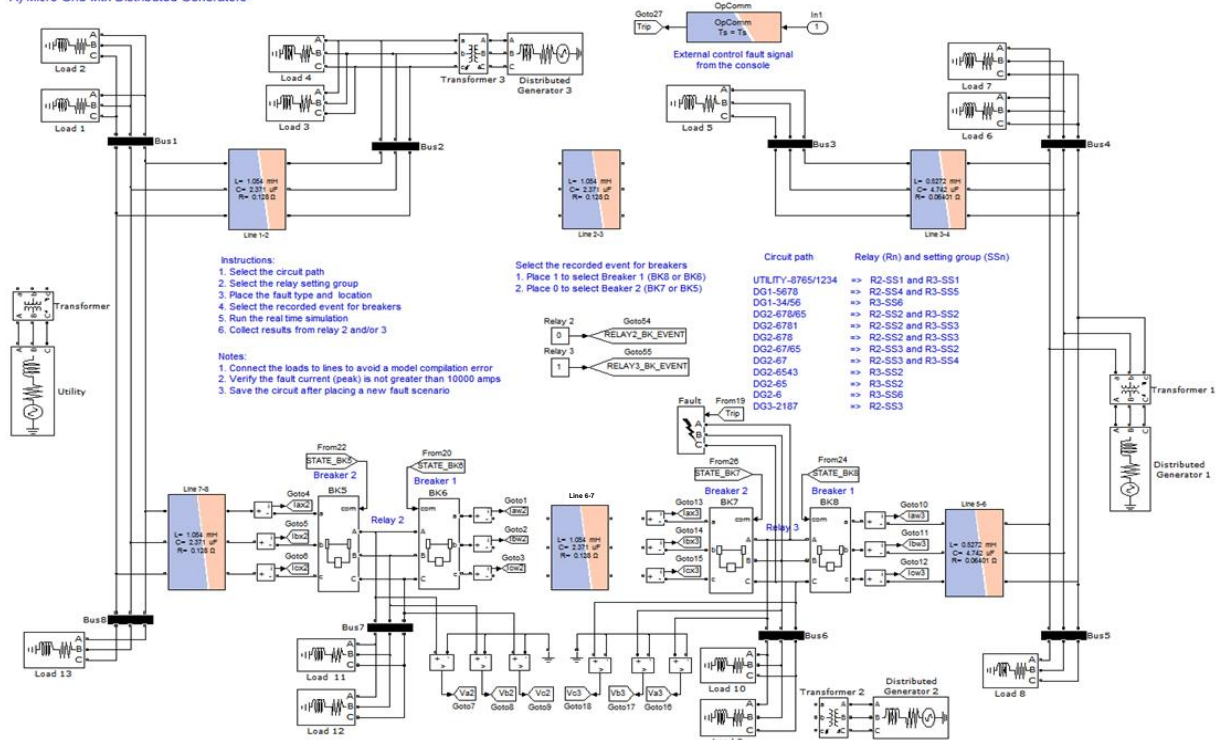 A) Micro Grid with Distributed Generators
Load 2
Load 1
Bus1
Load 4
Load 3
Transformer 3
Distributed
Generator 3
Bus2
Goto27
Trip
OpComm
OpComm
Ts = Ts
In1
1
External control fault signal
from the console
Load 5
Bus3
Load 7
Load 6
Bus4
L= 1.054 mH
C= 2.371 uF
R= 0.128 Ω
Line 1-2
L= 1.054 mH
C= 2.371 uF
R= 0.128 Ω
Line 2-3
L= 0.5272 mH
C= 4.742 uF
R= 0.06401 Ω
Line 3-4
Instructions:
1. Select the circuit path
2. Select the relay setting group
3. Place the fault type and location
4. Select the recorded event for breakers
5. Run the real time simulation
6. Collect results from relay 2 and/or 3
Notes:
1. Connect the loads to lines to avoid a model compilation error
2. Verify the fault current (peak) is not greater than 10000 amps
3. Save the circuit after placing a new fault scenario
Select the recorded event for breakers
1. Place 1 to select Breaker 1 (BK8 or BK6)
2. Place 0 to select Beaker 2 (BK7 or BK5)
Relay 2
0
Goto54
RELAY2_BK_EVENT
Relay 3
1
Goto55
RELAY3_BK_EVENT
Circuit path Relay (Rn) and setting group (SSn)
UTILITY-8765/1234 => R2-SS1 and R3-SS1
DG1-5678 => R2-SS4 and R3-SS5
DG1-34/56 => R3-SS6
DG2-678/65 => R2-SS2 and R3-SS2
DG2-6781 => R2-SS2 and R3-SS3
DG2-678 => R2-SS2 and R3-SS3
DG2-67/65 => R2-SS3 and R3-SS2
DG2-67 => R2-SS3 and R3-SS4
DG2-6543 => R3-SS2
DG2-65 => R3-SS2
DG2-6 => R3-SS6
DG3-2187 => R2-SS3
Transformer
Utility
Transformer 1
Distributed
Generator 1
Fault
From19
Trip
From22
STATE_BK5
From20
STATE_BK6
From26
STATE_BK7
From24
STATE_BK8
Breaker 2
BK5
Breaker 1
BK6
Relay 2
Breaker 2
BK7
Breaker 1
BK8
Relay 3
Line 7-8
L= 1.054 mH
C= 2.371 uF
R= 0.128 Ω
Goto4
Iax2
Goto5
Ibx2
Goto6
Icx2
Goto1
Iaw2
Goto2
Ibw2
Goto3
Icw2
Line 6-7
L= 1.054 mH
C= 2.371 uF
R= 0.128 Ω
Goto13
Iax3
Goto14
Ibx3
Goto15
Icx3
Goto10
Iaw3
Goto11
Ibw3
Goto12
Icw3
Line 5-6
L= 0.5272 mH
C= 4.742 uF
R= 0.06401 Ω
Bus8
Load 13
Bus7
Load 11
Load 12
Va2
Goto7
Vb2
Goto8
Vc2
Goto9
Vc3
Goto18
Vb3
Goto17
Va3
Goto16
Bus6
Load 10
Transformer 2
Distributed
Generator 2
Bus5
Load 8